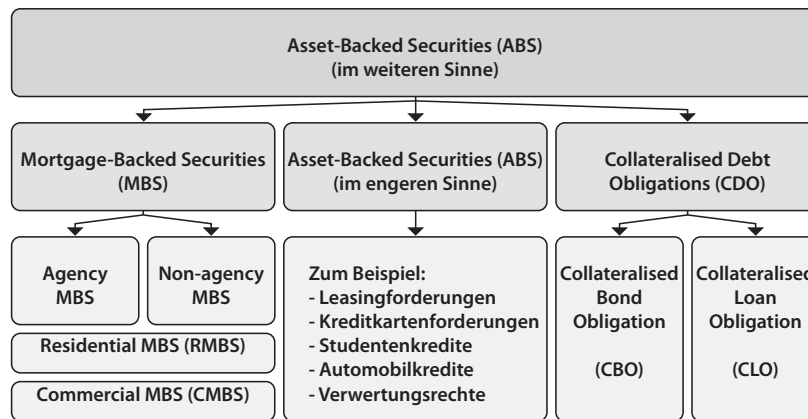 Asset-Backed Securities (ABS)
(im weiteren Sinne)
Mortgage-Backed Securities
(MBS)
Asset-Backed Securities (ABS)
(im engeren Sinne)
Collateralised Debt
Obligations (CDO)
Agency
MBS
Non-agency
MBS
Residential MBS (RMBS)
Commercial MBS (CMBS)
Zum Beispiel:
- Leasingforderungen
- Kreditkartenforderungen
- Studentenkredite
- Automobilkredite
- Verwertungsrechte
Collateralised
Bond
Obligation
(CBO)
Collateralised
Loan
Obligation
(CLO)